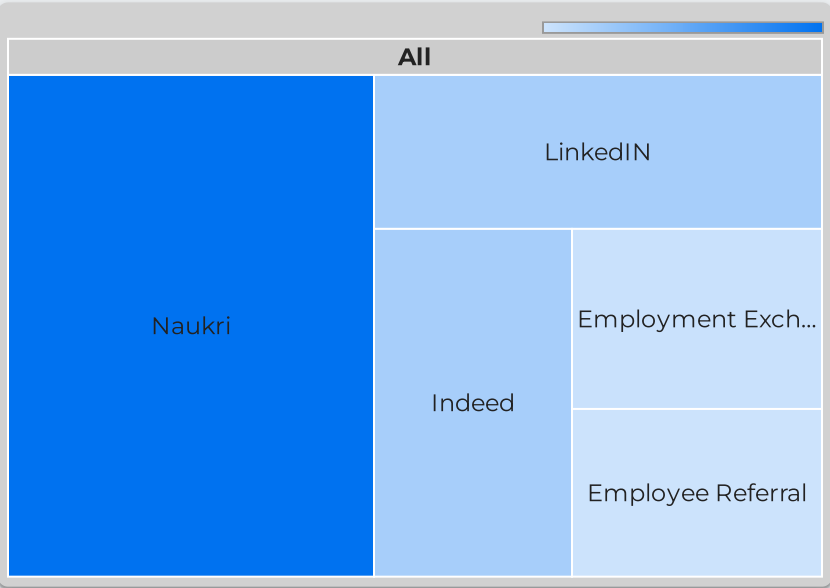 All
LinkedIN
Naukri
Employment Exch...
Indeed
Employee Referral